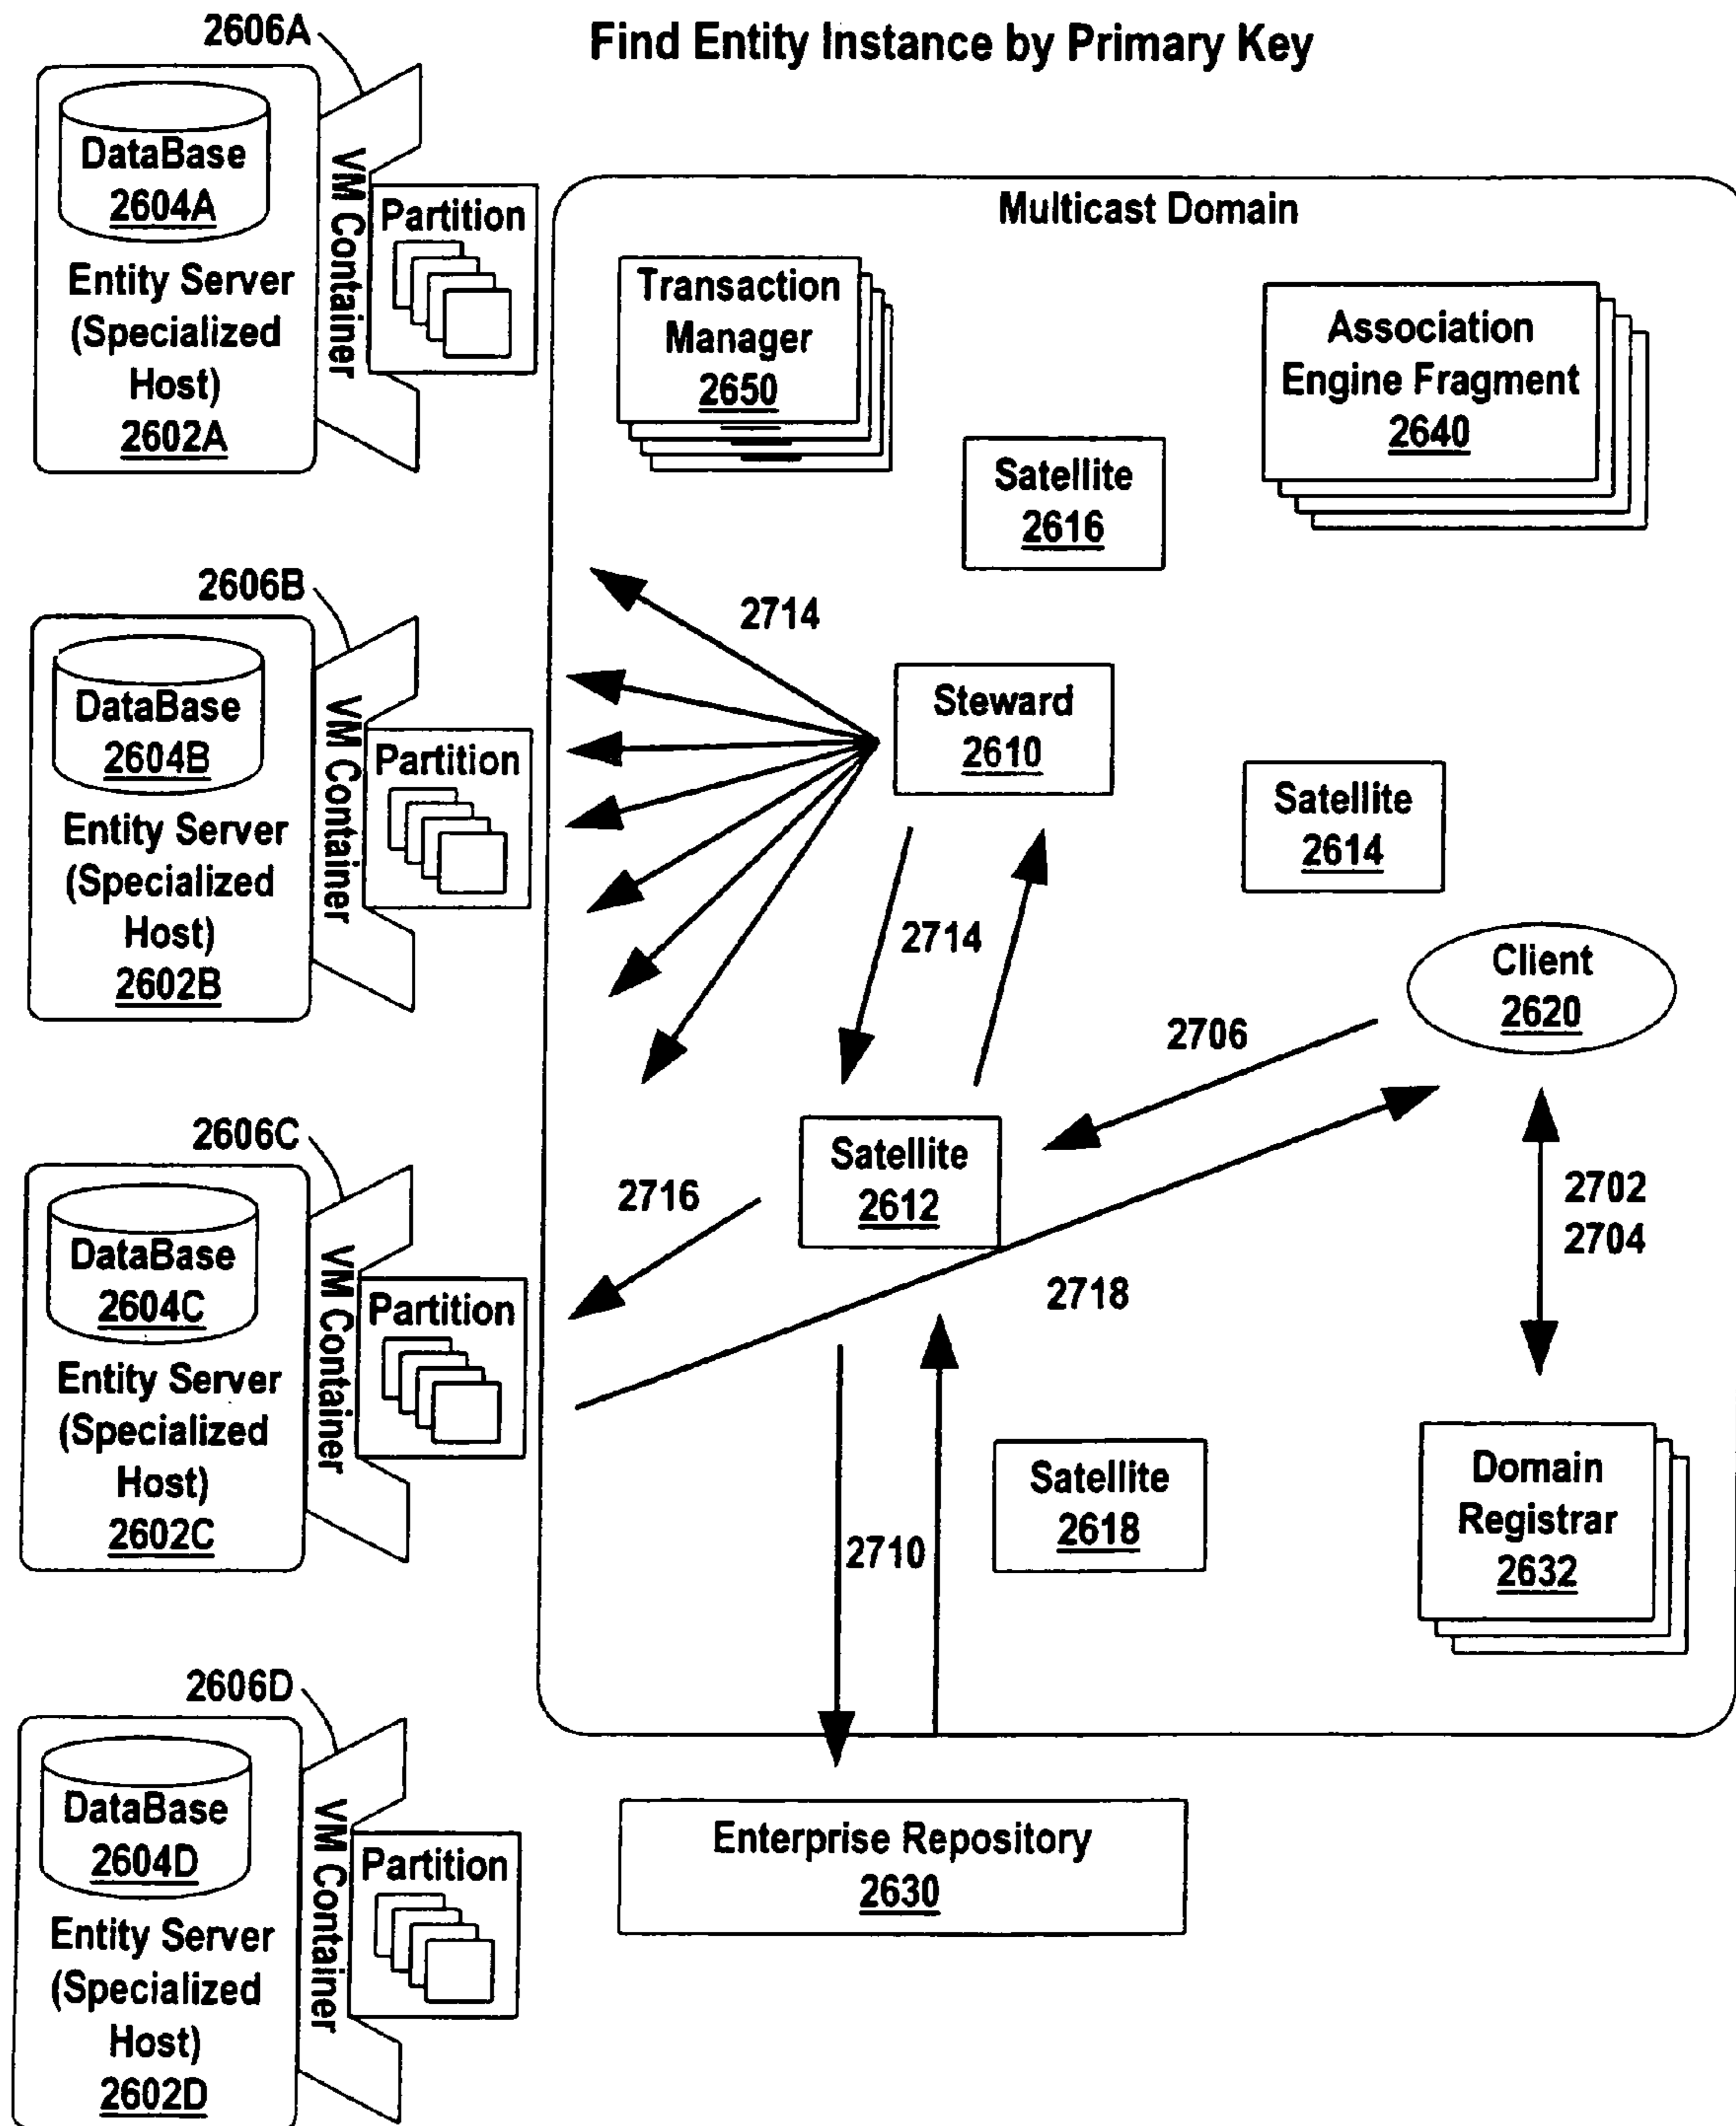 Find Entity Instance by Primary Key
2606A
DataBase
2604A
Entity Server
(Specialized
Host)
2602A
VM Container
Partition
2606B
DataBase
2604B
Entity Server
(Specialized
Host)
2602B
VM Container
Partition
2606C
DataBase
2604C
Entity Server
(Specialized
Host)
2602C
VM Container
Partition
2606D
DataBase
2604D
Entity Server
(Specialized
Host)
2602D
VM Container
Partition
Multicast Domain
Transaction
Manager
2650
Association
Engine Fragment
2640
Satellite
2616
2714
Steward
2610
Satellite
2614
2714
Client
2620
2706
Satellite
2612
2716
2702
2704
2718
Satellite
2618
Domain
Registrar
2632
2710
Enterprise Repository
2630